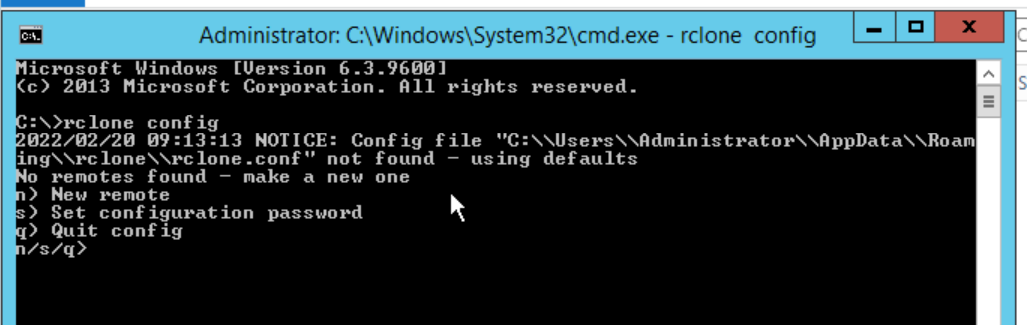 Administrator: C:\Windows\System32\cmd.exe - rclone  config
Microsoft Windows [Version 6.3.9600]
(c) 2013 Microsoft Corporation. All rights reserved.
C:\>rclone config
2022/02/20 09:13:13 NOTICE: Config file "C:\\Users\\Administrator\\AppData\\Roam
ing\\rclone\\rclone.conf" not found - using defaults
No remotes found - make a new one
n) New remote
s) Set configuration password
q) Quit config
n/s/q>